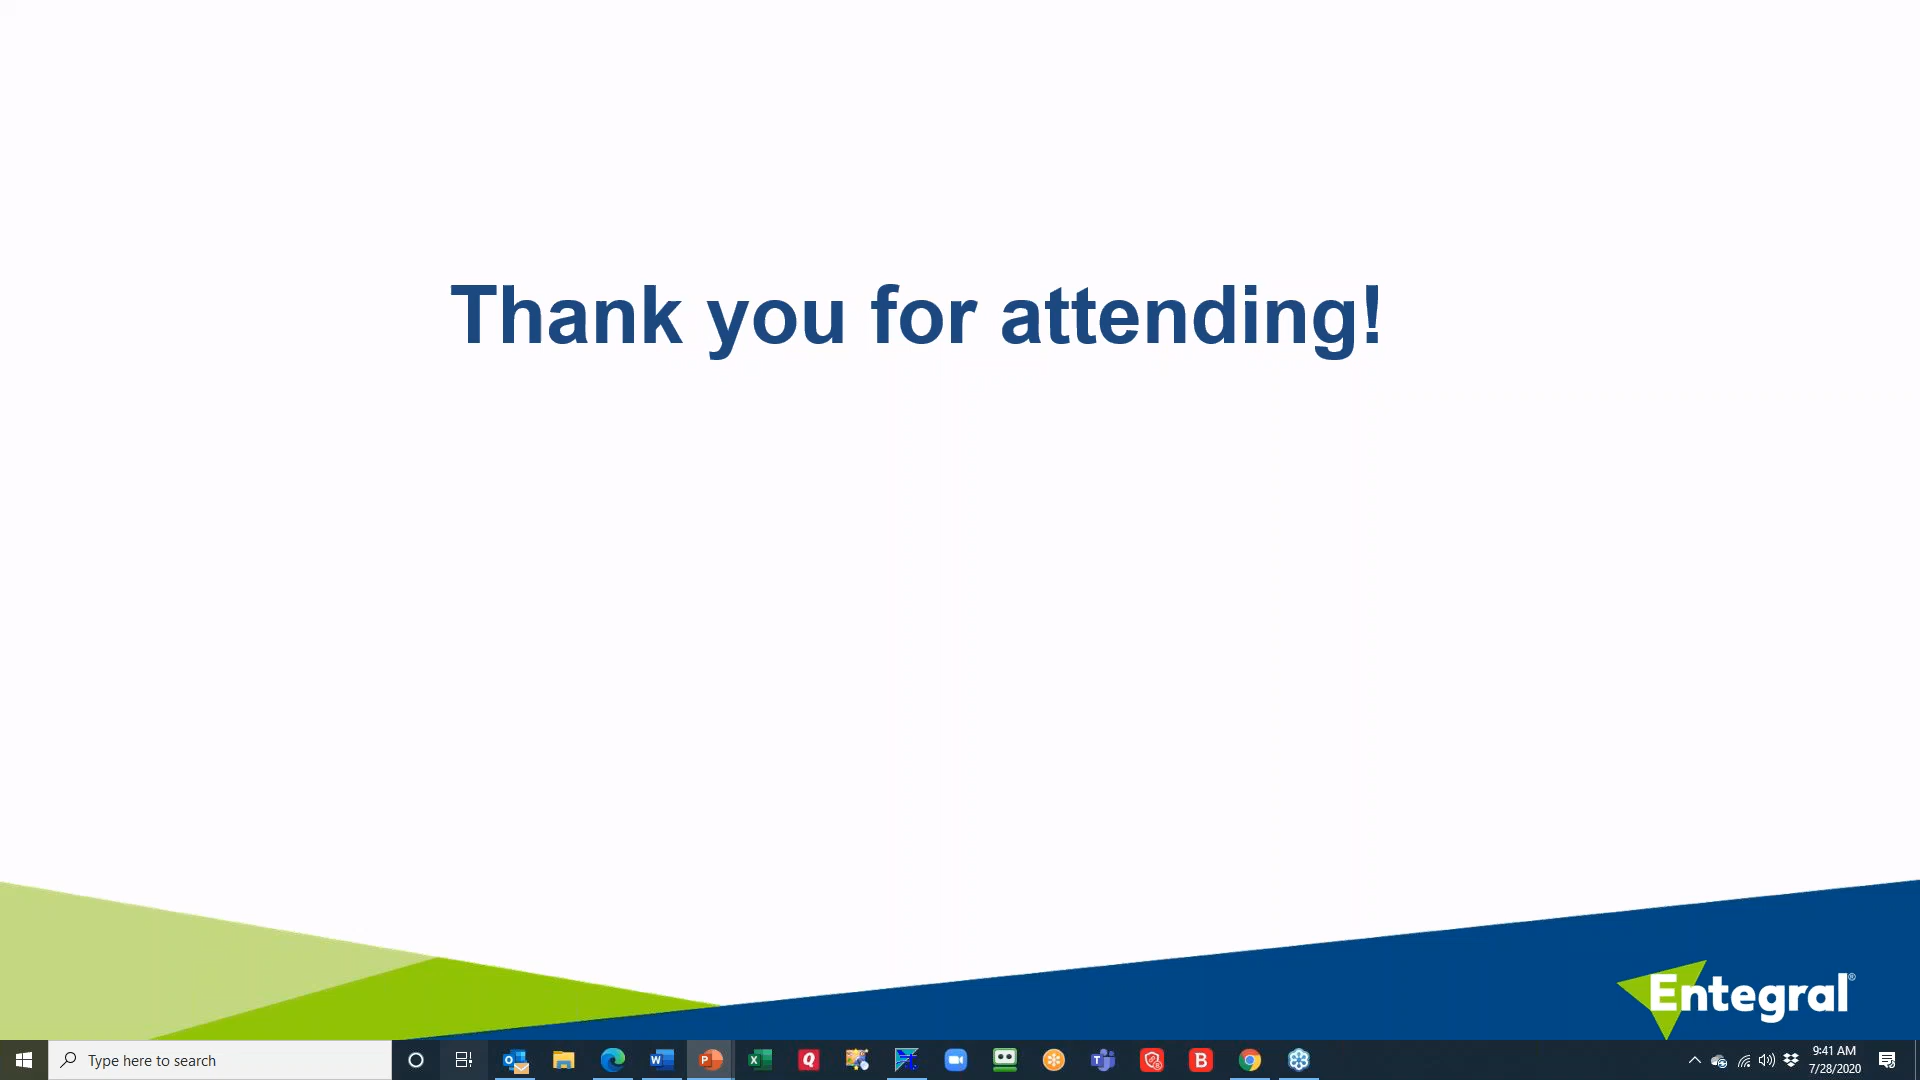 Thank you for attending!
Entegral®
Type here to search
9:41 AM
7/28/2020